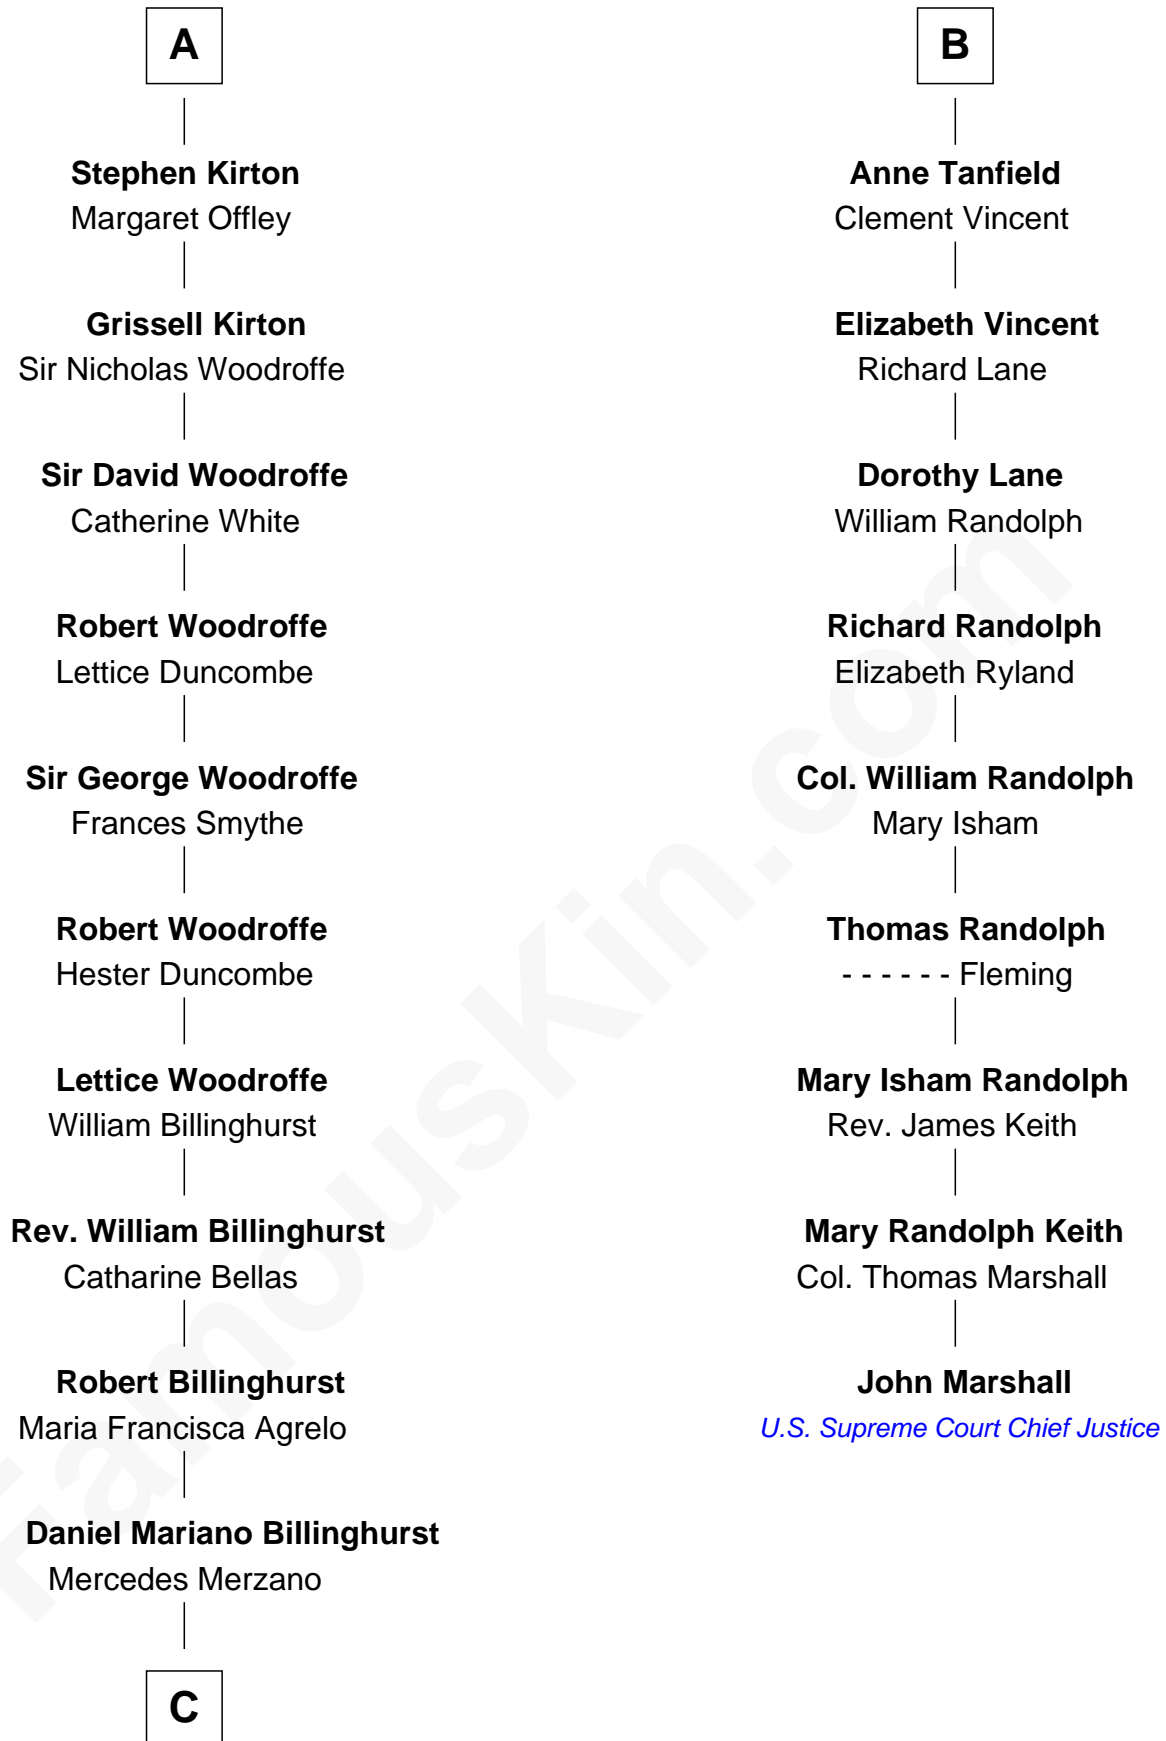 A
Stephen Kirton
Margaret Offley
Grissell Kirton
Sir Nicholas Woodroffe
Sir David Woodroffe
Catherine White
Robert Woodroffe
Lettice Duncombe
Sir George Woodroffe
Frances Smythe
Robert Woodroffe
Hester Duncombe
Lettice Woodroffe
William Billinghurst
Rev. William Billinghurst
Catharine Bellas
Robert Billinghurst
Maria Francisca Agrelo
Daniel Mariano Billinghurst
Mercedes Merzano
C
B
Anne Tanfield
Clement Vincent
Elizabeth Vincent
Richard Lane
Dorothy Lane
William Randolph
Richard Randolph
Elizabeth Ryland
Col. William Randolph
Mary Isham
Thomas Randolph
- - - - - - Fleming
Mary Isham Randolph
Rev. James Keith
Mary Randolph Keith
Col. Thomas Marshall
John Marshall
U.S. Supreme Court Chief Justice
FamousKin.com